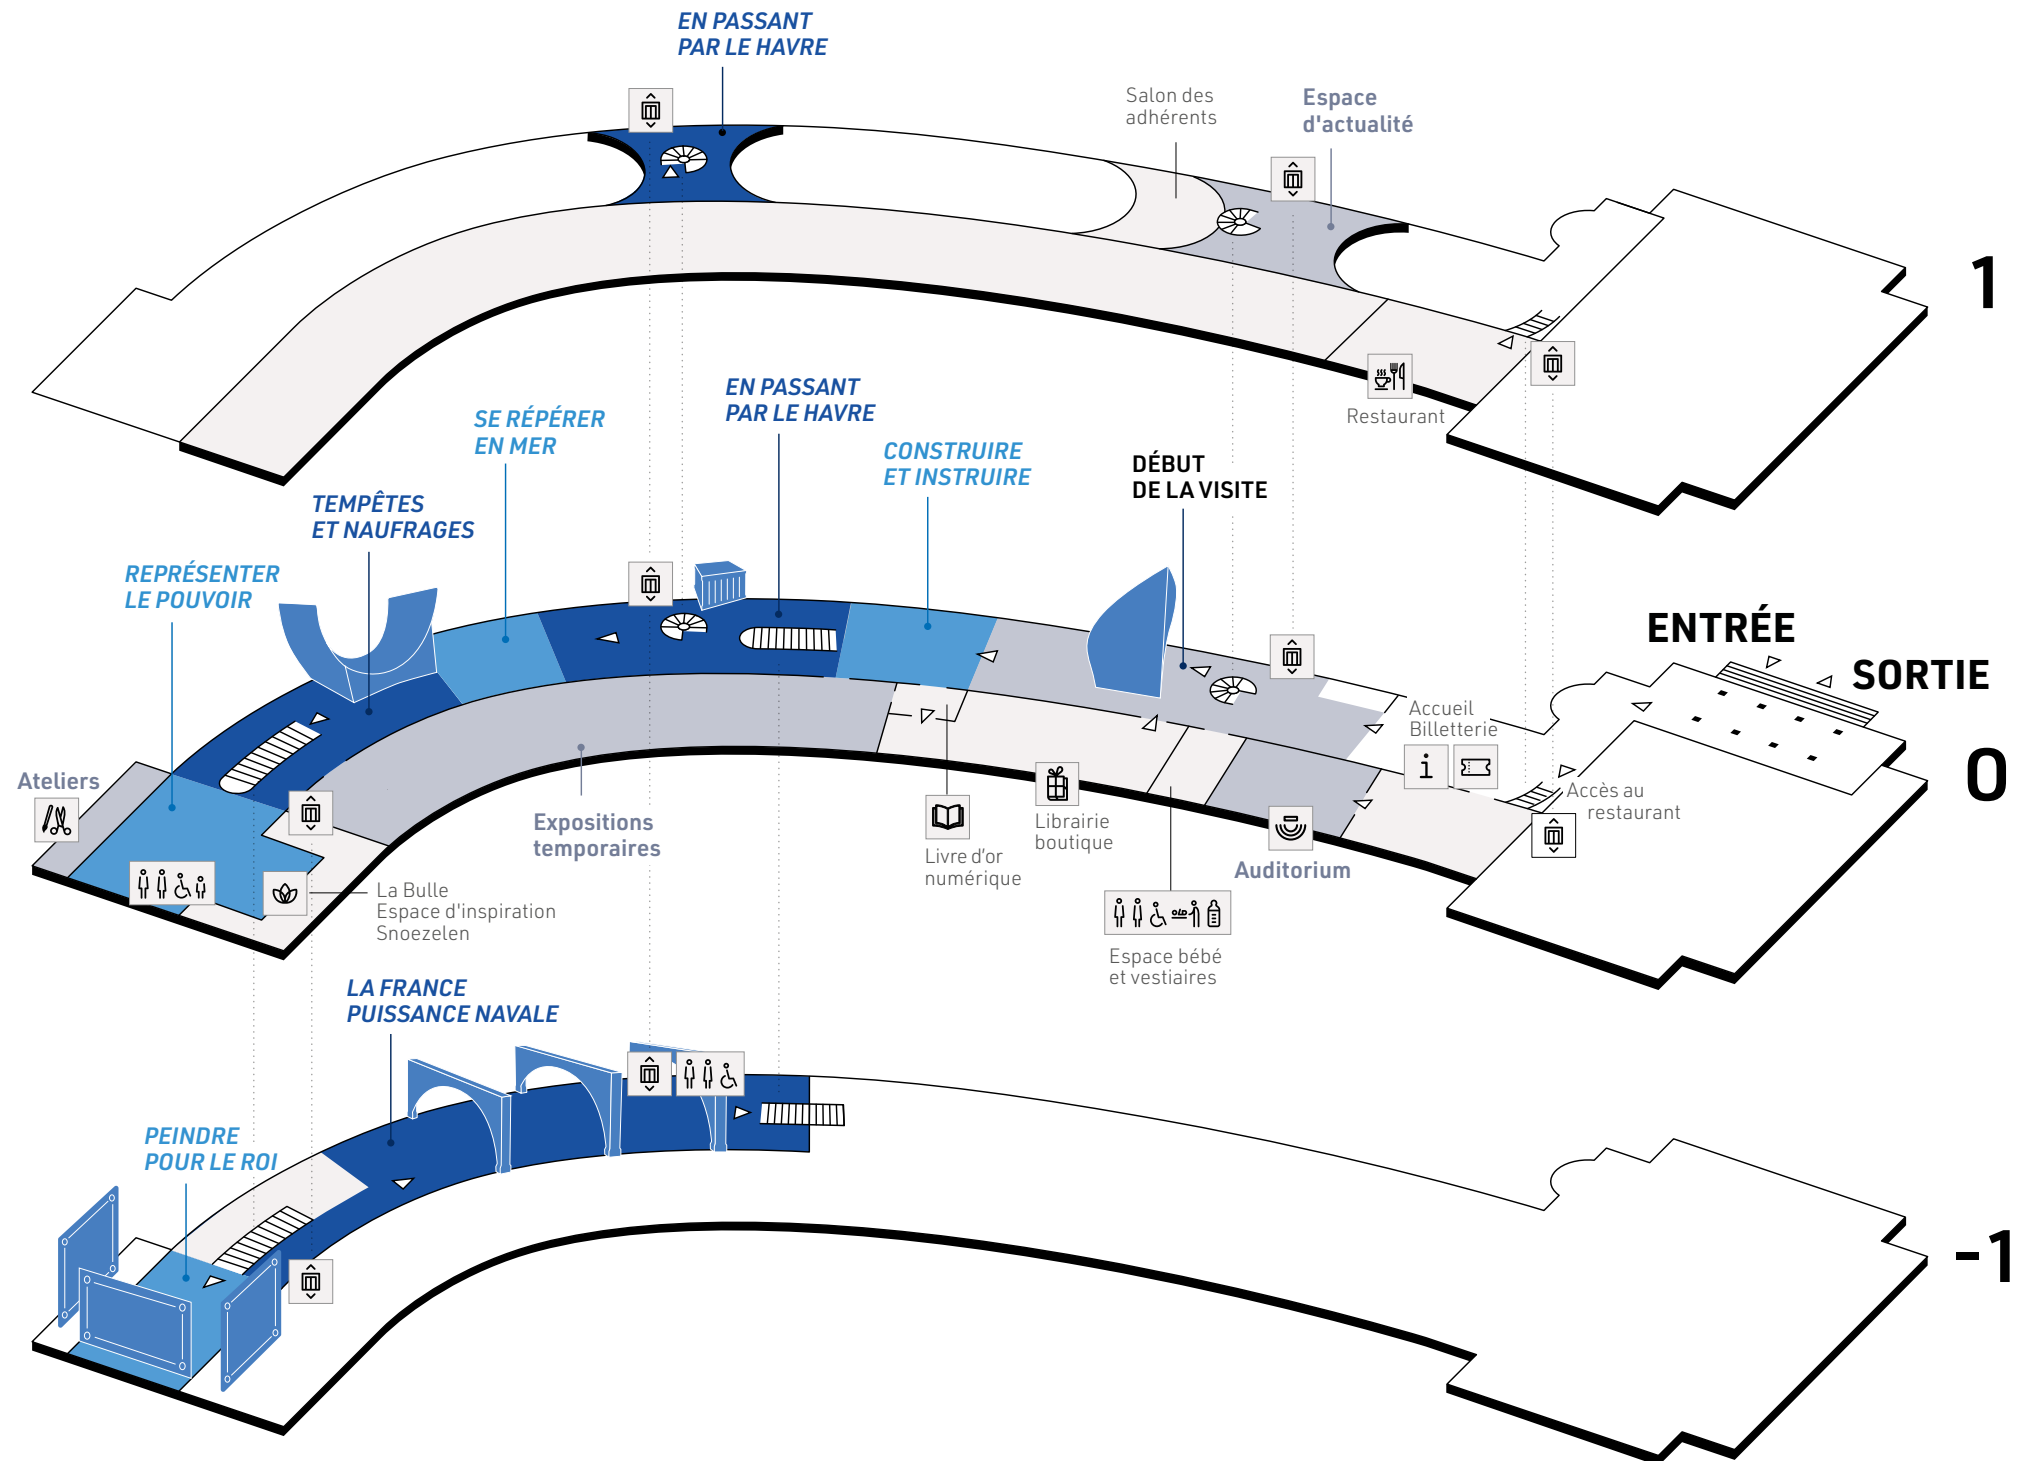 EN PASSANT
PAR LE HAVRE
Salon des
adhérents
Espace
d'actualité
1
Restaurant
EN PASSANT
PAR LE HAVRE
SE RÉPÉRER
EN MER
CONSTRUIRE
ET INSTRUIRE
DÉBUT
DE LA VISITE
TEMPÊTES
ET NAUFRAGES
REPRÉSENTER
LE POUVOIR
ENTRÉE
SORTIE
Accueil
Billetterie
i
0
Ateliers
Accès au
restaurant
Expositions
temporaires
Librairie
boutique
Livre d'or
numérique
Auditorium
La Bulle
Espace d'inspiration
Snoezelen
Espace bébé
et vestiaires
LA FRANCE
PUISSANCE NAVALE
PEINDRE
POUR LE ROI
-1